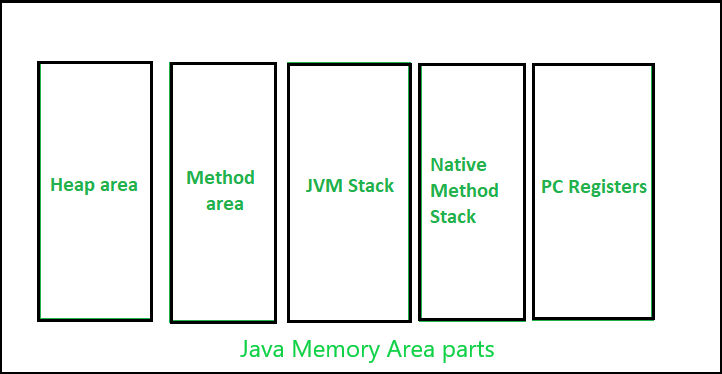 Heap area
Method
area
JVM Stack
Native
Method
Stack
PC Registers
Java Memory Area parts